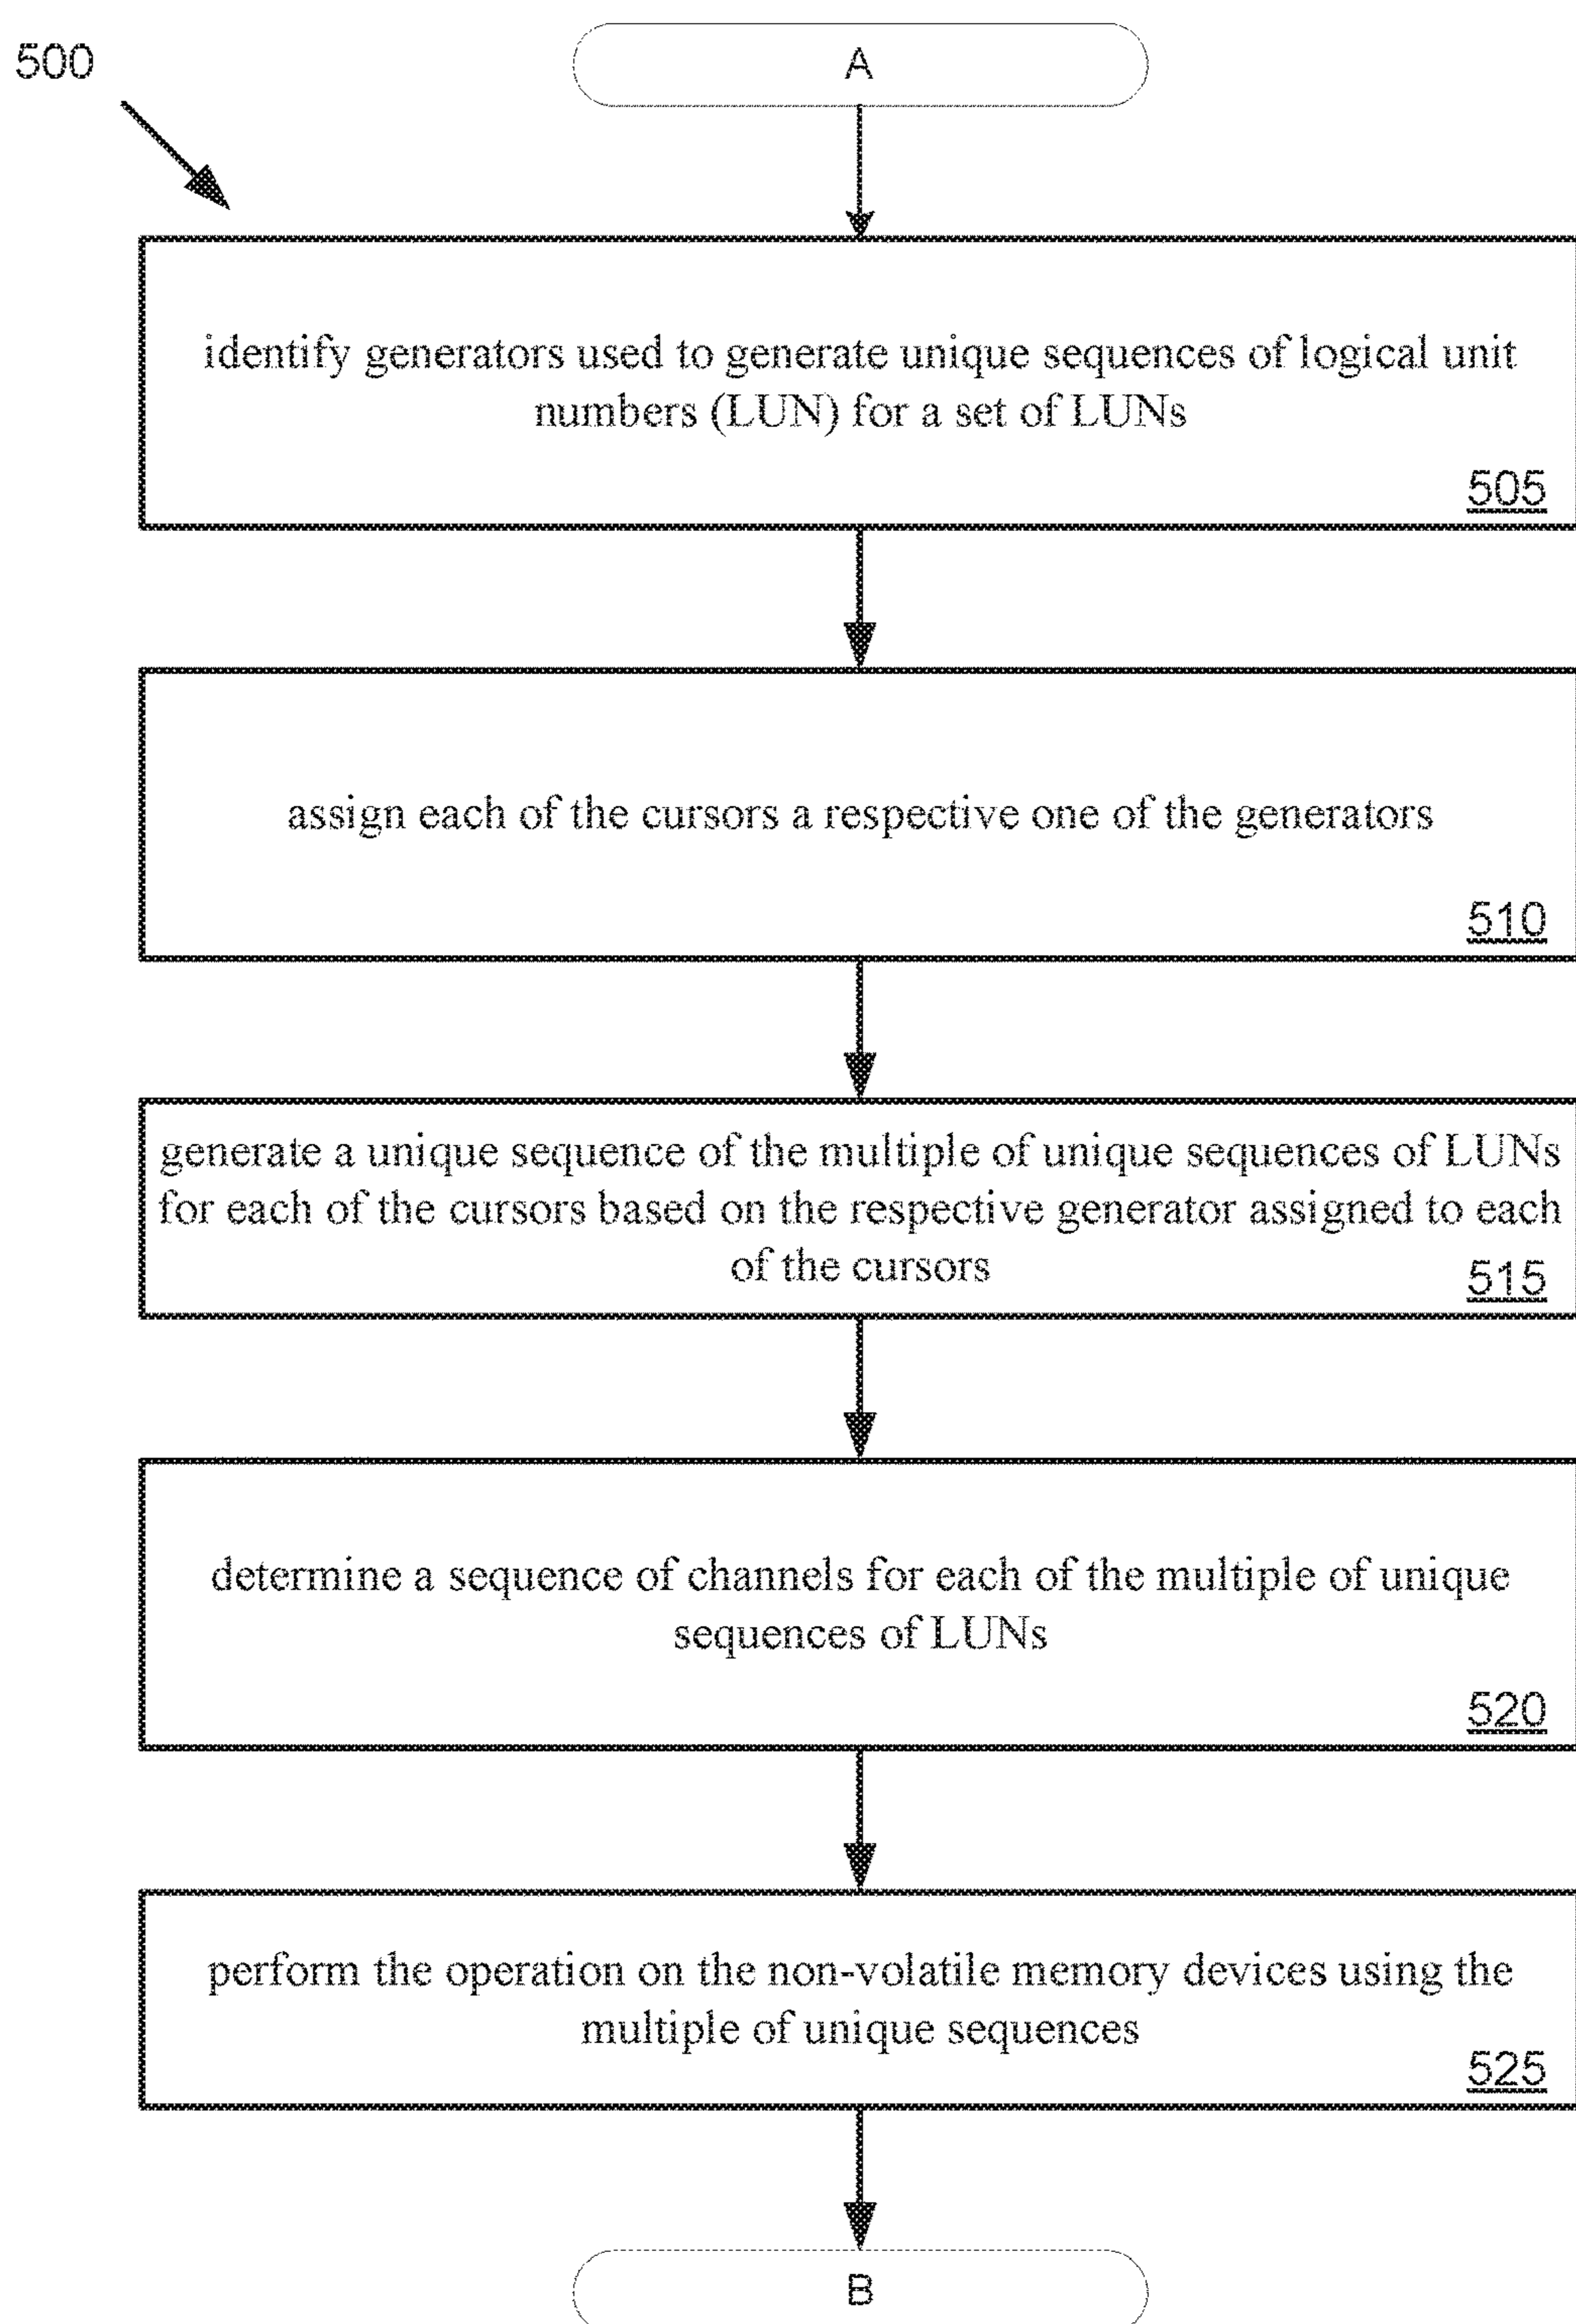 500
A
identify generators used to generate unique sequences of logical unit
numbers (LUN) for a set of LUNs
505
assign each of the cursors a respective one of the generators
510
generate a unique sequence of the multiple of unique sequences of LUNs
for each of the cursors based on the respective generator assigned to each
of the cursors
515
determine a sequence of channels for each of the multiple of unique
sequences of LUNs
520
perform the operation on the non-volatile memory devices using the
multiple of unique sequences
525
B